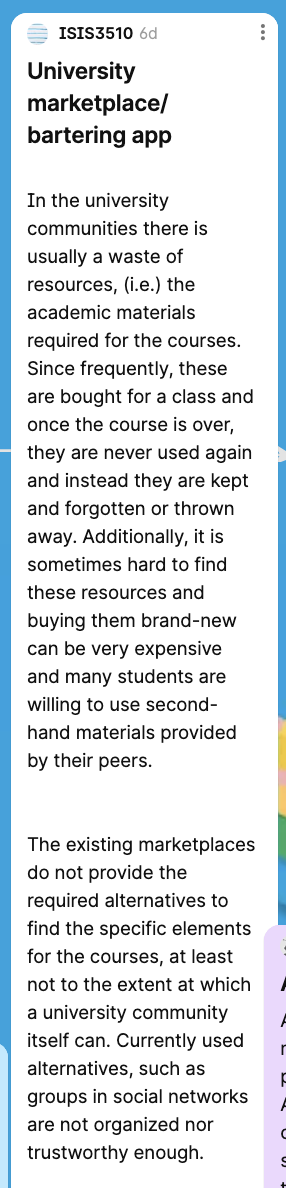 ISIS3510 6d
University
marketplace/
bartering app
In the university
communities there is
usually a waste of
resources, (i.e.) the
academic materials
required for the courses.
Since frequently, these
are bought for a class and
once the course is over,
they are never used again
and instead they are kept
and forgotten or thrown
away. Additionally, it is
sometimes hard to find
these resources and
buying them brand-new
can be very expensive
and many students are
willing to use second-
hand materials provided
by their peers.
The existing marketplaces
do not provide the
required alternatives to
find the specific elements
for the courses, at least
not to the extent at which
a university community
itself can. Currently used
alternatives, such as
groups in social networks
are not organized nor
trustworthy enough.